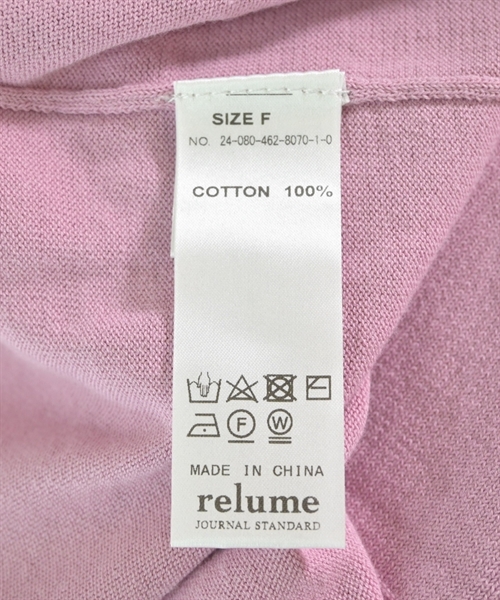 SIZE F
NO. 24-080-462-8070-1-0
COTTON 100%
F W
MADE IN CHINA
relume
JOURNAL STANDARD